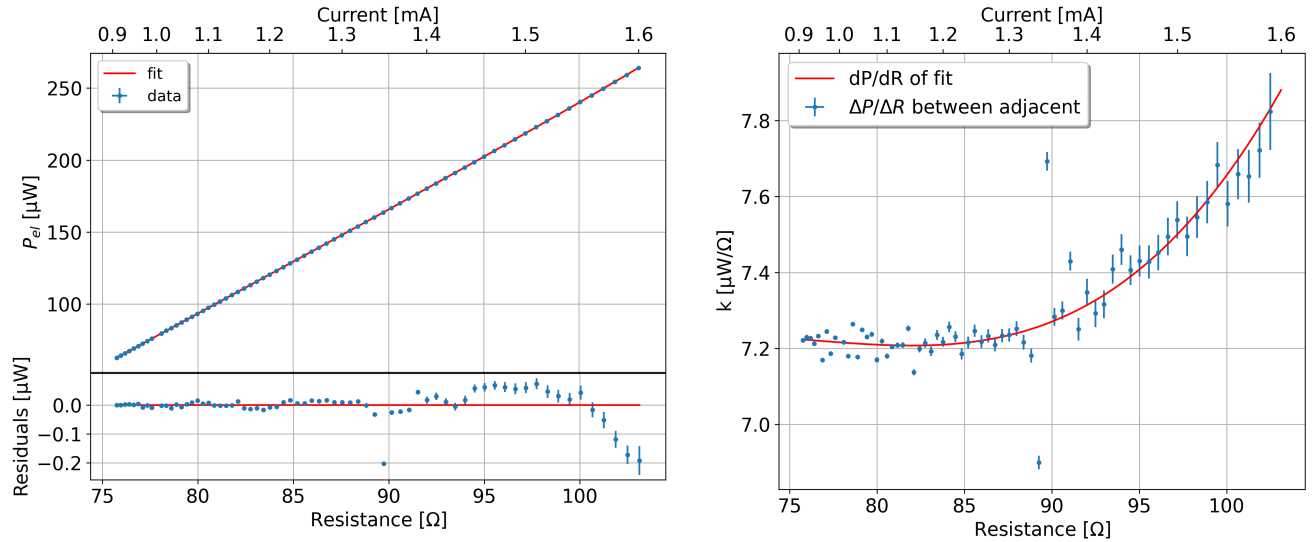 Current [mA]
0.9 1.0 1.1 1.2 1.3 1.4 1.5 1.6
fit
data
250
200
150
100
P_el [μW]
0.0
−0.1
−0.2
Residuals [μW]
75 80 85 90 95 100
Resistance [Ω]
Current [mA]
0.9 1.0 1.1 1.2 1.3 1.4 1.5 1.6
dP/dR of fit
ΔP/ΔR between adjacent
7.8
7.6
7.4
7.2
7.0
k [μW/Ω]
75 80 85 90 95 100
Resistance [Ω]